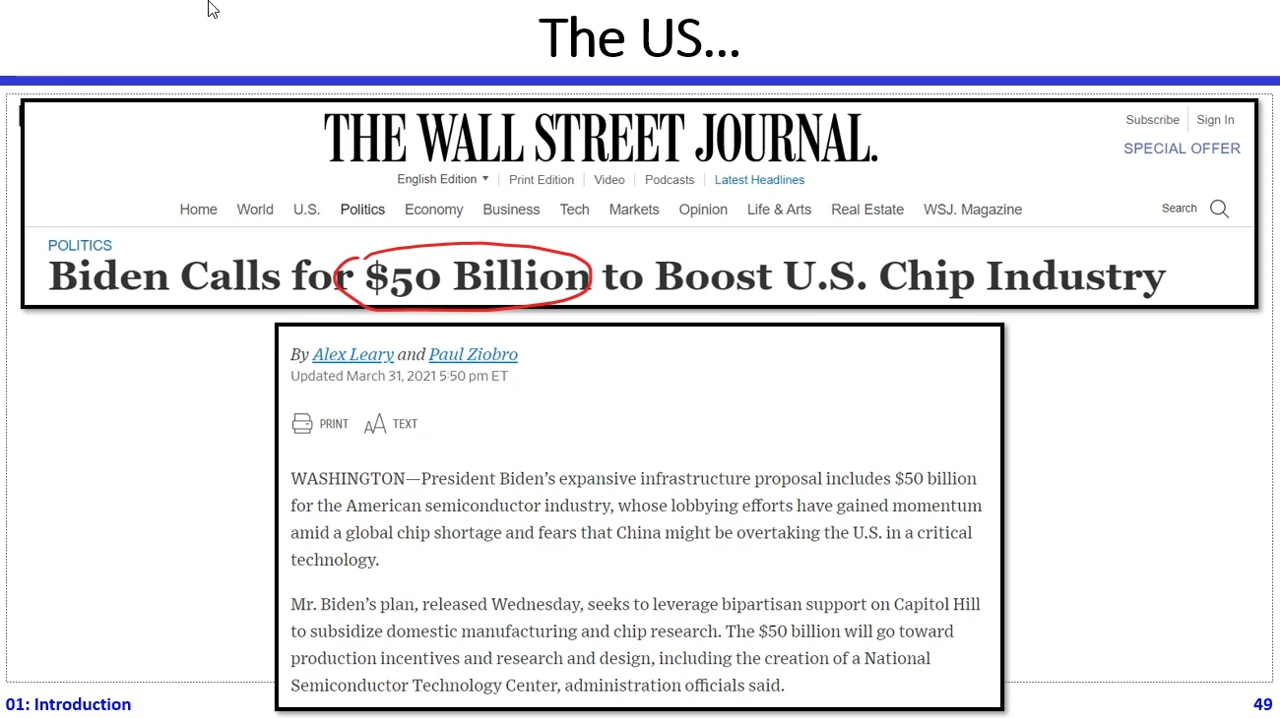 The US...
THE WALL STREET JOURNAL.
Subscribe Sign In
SPECIAL OFFER
English Edition Print Edition Video Podcasts Latest Headlines
Home World U.S. Politics Economy Business Tech Markets Opinion Life & Arts Real Estate WSJ. Magazine Search
POLITICS
Biden Calls for $50 Billion to Boost U.S. Chip Industry
By Alex Leary and Paul Ziobro
Updated March 31, 2021 5:50 pm ET
PRINT AA TEXT
WASHINGTON—President Biden's expansive infrastructure proposal includes $50 billion
for the American semiconductor industry, whose lobbying efforts have gained momentum
amid a global chip shortage and fears that China might be overtaking the U.S. in a critical
technology.
Mr. Biden's plan, released Wednesday, seeks to leverage bipartisan support on Capitol Hill
to subsidize domestic manufacturing and chip research. The $50 billion will go toward
production incentives and research and design, including the creation of a National
Semiconductor Technology Center, administration officials said.
01: Introduction
49